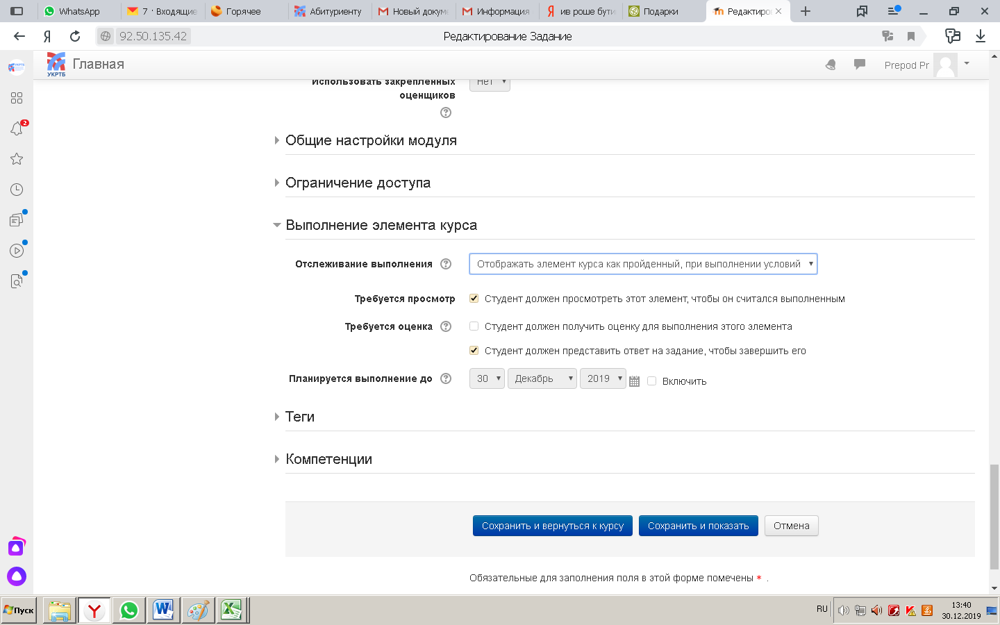 WhatsApp
7 · Входящие
Горячее
Абитуриенту
Новый докум
Информация
Я ив роше бути
Подарки
Редактиро
Я
92.50.135.42
Редактирование Задание
УКРТБ
Главная
Prepod Pr
2
Использовать закрепленных
оценщиков
Нет
Общие настройки модуля
Ограничение доступа
Выполнение элемента курса
Отслеживание выполнения
Отображать элемент курса как пройденный, при выполнении условий
Требуется просмотр
Студент должен просмотреть этот элемент, чтобы он считался выполненным
Требуется оценка
Студент должен получить оценку для выполнения этого элемента
Студент должен представить ответ на задание, чтобы завершить его
Планируется выполнение до
30 Декабрь 2019 Включить
Теги
Компетенции
Сохранить и вернуться к курсу Сохранить и показать Отмена
Обязательные для заполнения поля в этой форме помечены * .
Пуск
RU
13:40
30.12.2019